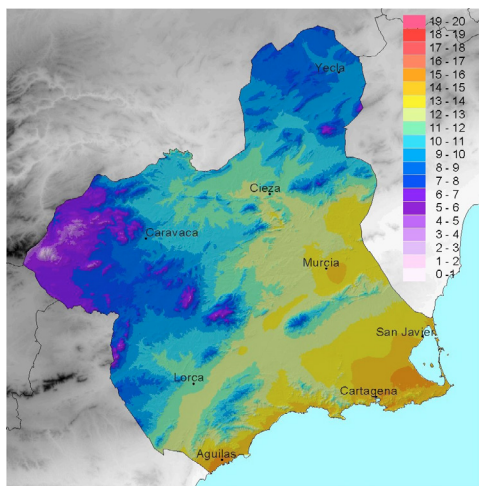 19 - 20
18 - 19
17 - 18
16 - 17
15 - 16
14 - 15
13 - 14
12 - 13
11 - 12
10 - 11
9 - 10
8 - 9
7 - 8
6 - 7
5 - 6
4 - 5
3 - 4
2 - 3
1 - 2
0 - 1
Yecla
Cieza
Caravaca
Murcia
San Javier
Lorca
Cartagena
Aguilas